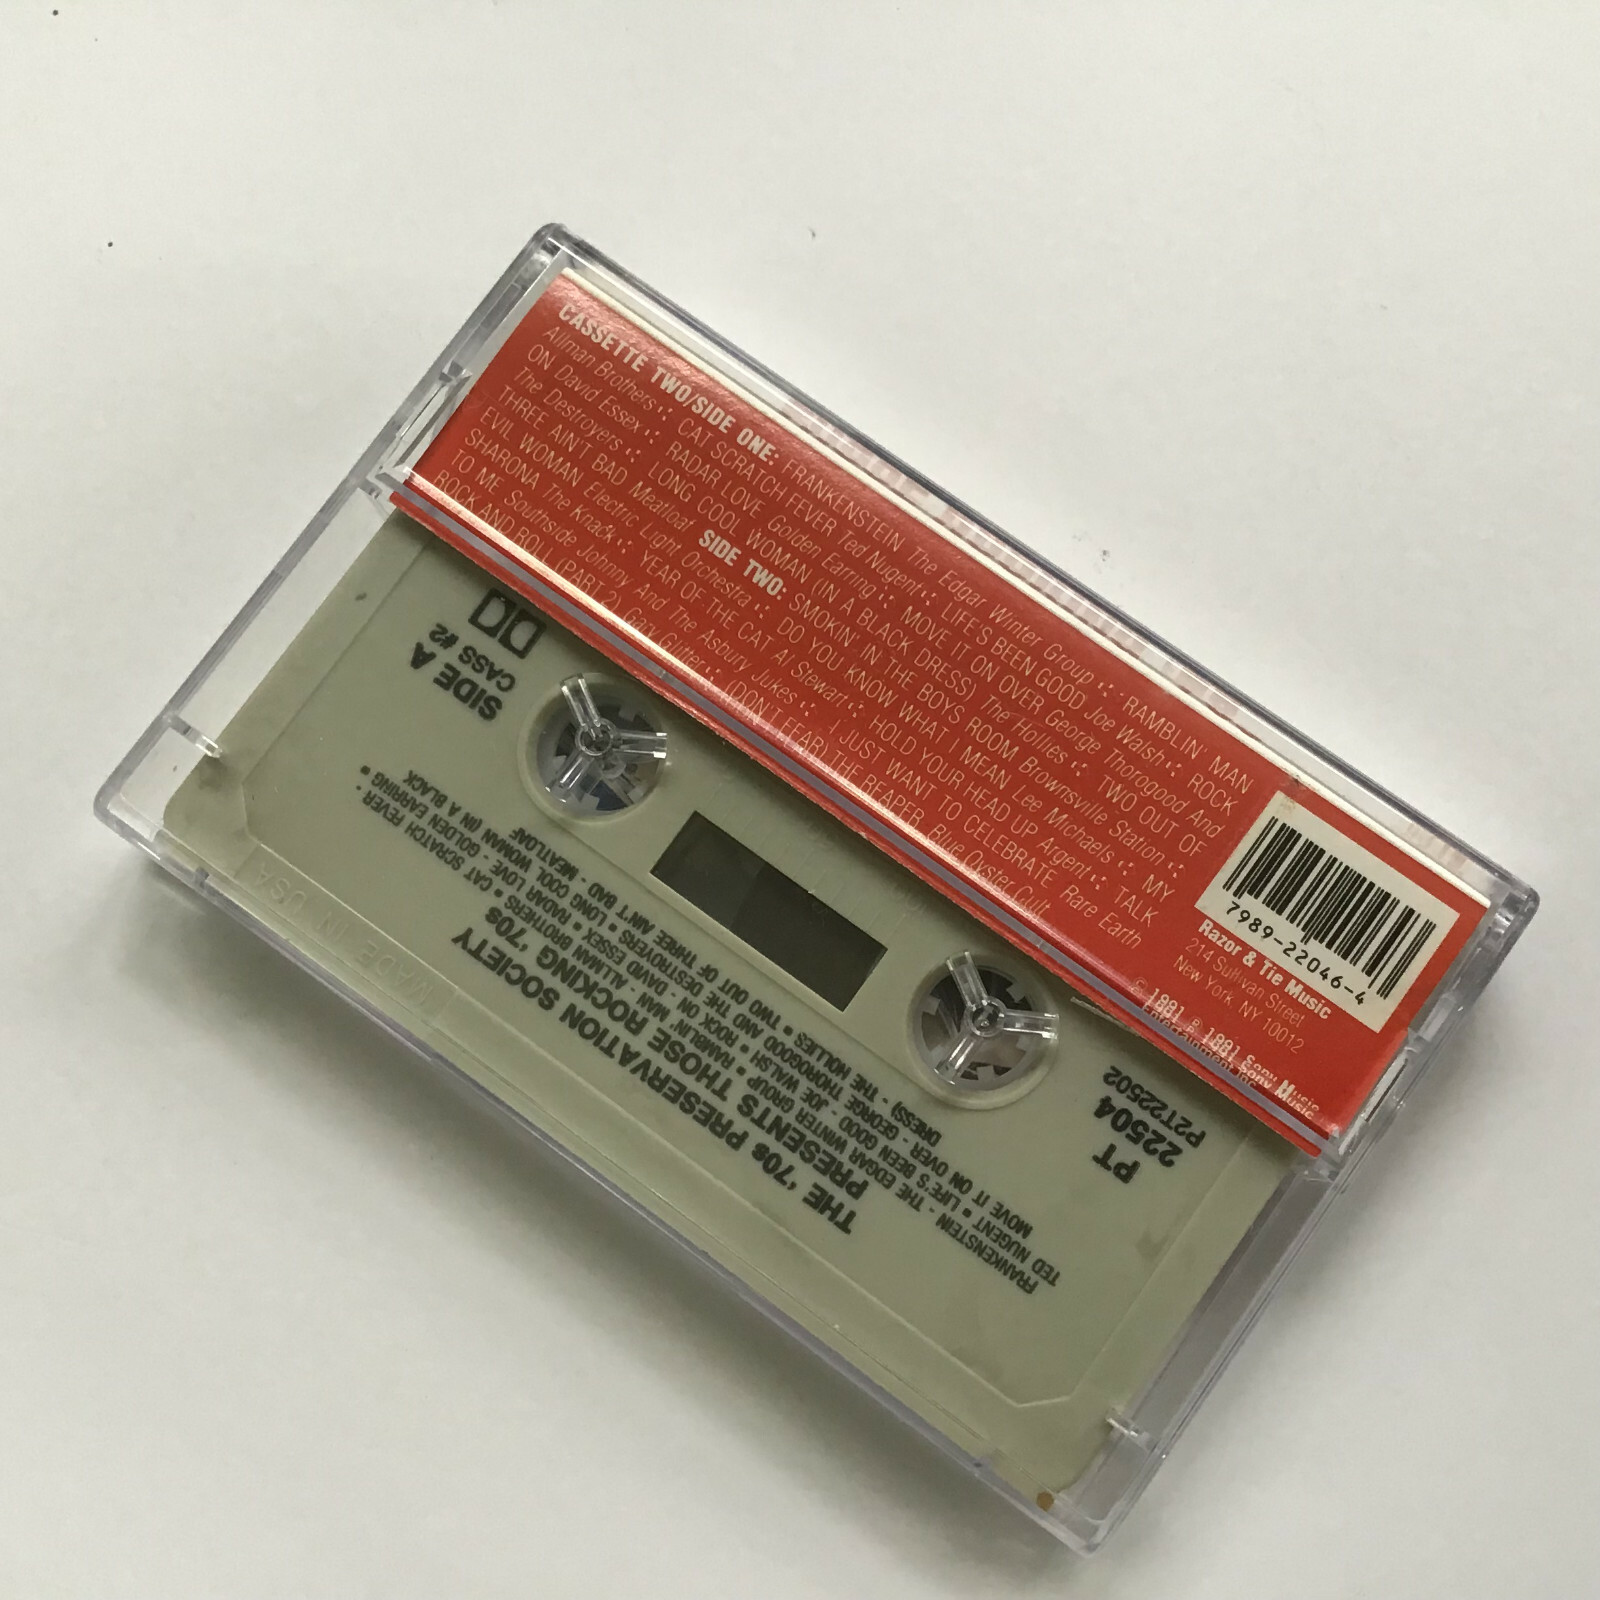 CASSETTE TWO/SIDE ONE: FRANKENSTEIN The Edgar Winter Group ∵ RAMBLIN' MAN
Allman Brothers ∵ CAT SCRATCH FEVER Ted Nugent ∵ LIFE'S BEEN GOOD Joe Walsh ∵ ROCK
ON David Essex ∵ RADAR LOVE Golden Earring ∵ MOVE IT ON OVER George Thorogood And
The Destroyers ∵ LONG COOL WOMAN (IN A BLACK DRESS) The Hollies ∵ TWO OUT OF
THREE AIN'T BAD Meatloaf SIDE TWO: SMOKIN' IN THE BOYS ROOM Brownsville Station ∵
EVIL WOMAN Electric Light Orchestra ∵ DO YOU KNOW WHAT I MEAN Lee Michaels ∵ MY
SHARONA The Knack ∵ YEAR OF THE CAT Al Stewart ∵ HOLD YOUR HEAD UP Argent ∵ TALK
TO ME Southside Johnny And The Asbury Jukes ∵ I JUST WANT TO CELEBRATE Rare Earth
ROCK AND ROLL (PART 2) Gary Glitter ∵ (DON'T FEAR) THE REAPER Blue Oyster Cult
7989-22046-4
Razor & Tie Music
214 Sullivan Street
New York, NY 10012
© 1991 ℗ 1991 Sony Music
Entertainment Inc.
SIDE A
CASS #2
PT
22504
P2T22502
THE '70s PRESERVATION SOCIETY
PRESENTS THOSE ROCKING '70s
FRANKENSTEIN - THE EDGAR WINTER GROUP ▪ RAMBLIN' MAN - ALLMAN BROTHERS ▪ CAT SCRATCH FEVER -
TED NUGENT ▪ LIFE'S BEEN GOOD - JOE WALSH ▪ ROCK ON - DAVID ESSEX ▪ RADAR LOVE - GOLDEN EARRING ▪
MOVE IT ON OVER - GEORGE THOROGOOD AND THE DESTROYERS ▪ LONG COOL WOMAN (IN A BLACK
DRESS) - THE HOLLIES ▪ TWO OUT OF THREE AIN'T BAD - MEATLOAF
MADE IN USA